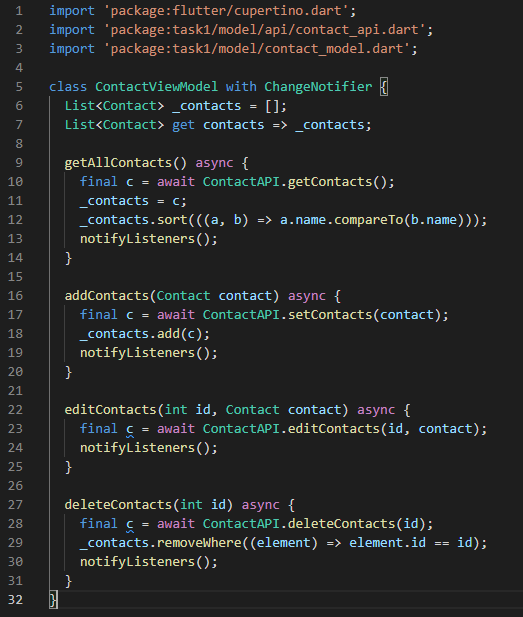 1 import 'package:flutter/cupertino.dart';
2 import 'package:task1/model/api/contact_api.dart';
3 import 'package:task1/model/contact_model.dart';
4
5 class ContactViewModel with ChangeNotifier {
6   List<Contact> _contacts = [];
7   List<Contact> get contacts => _contacts;
8
9   getAllContacts() async {
10     final c = await ContactAPI.getContacts();
11     _contacts = c;
12     _contacts.sort(((a, b) => a.name.compareTo(b.name)));
13     notifyListeners();
14   }
15
16   addContacts(Contact contact) async {
17     final c = await ContactAPI.setContacts(contact);
18     _contacts.add(c);
19     notifyListeners();
20   }
21
22   editContacts(int id, Contact contact) async {
23     final c = await ContactAPI.editContacts(id, contact);
24     notifyListeners();
25   }
26
27   deleteContacts(int id) async {
28     final c = await ContactAPI.deleteContacts(id);
29     _contacts.removeWhere((element) => element.id == id);
30     notifyListeners();
31   }
32 }